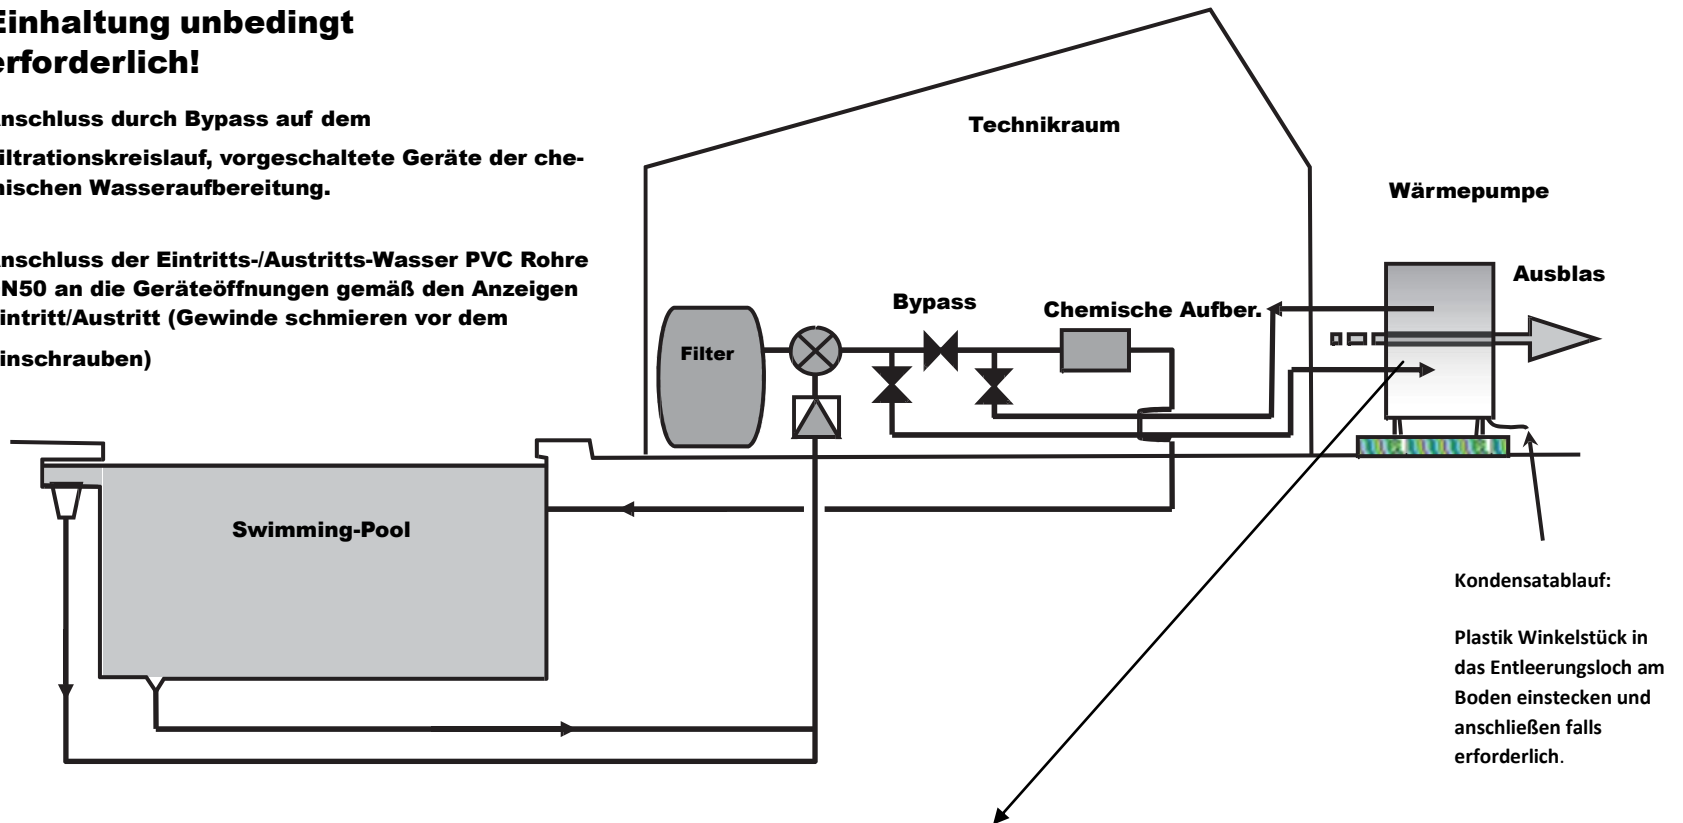 Einhaltung unbedingt
erforderlich!
nschluss durch Bypass auf dem
iltrationskreislauf, vorgeschaltete Geräte der che-
nischen Wasseraufbereitung.
nschluss der Eintritts-/Austritts-Wasser PVC Rohre
N50 an die Geräteöffnungen gemäß den Anzeigen
intritt/Austritt (Gewinde schmieren vor dem
inschrauben)
Technikraum
Wärmepumpe
Ausblas
Bypass
Chemische Aufber.
Filter
Swimming-Pool
Kondensatablauf:
Plastik Winkelstück in
das Entleerungsloch am
Boden einstecken und
anschließen falls
erforderlich.